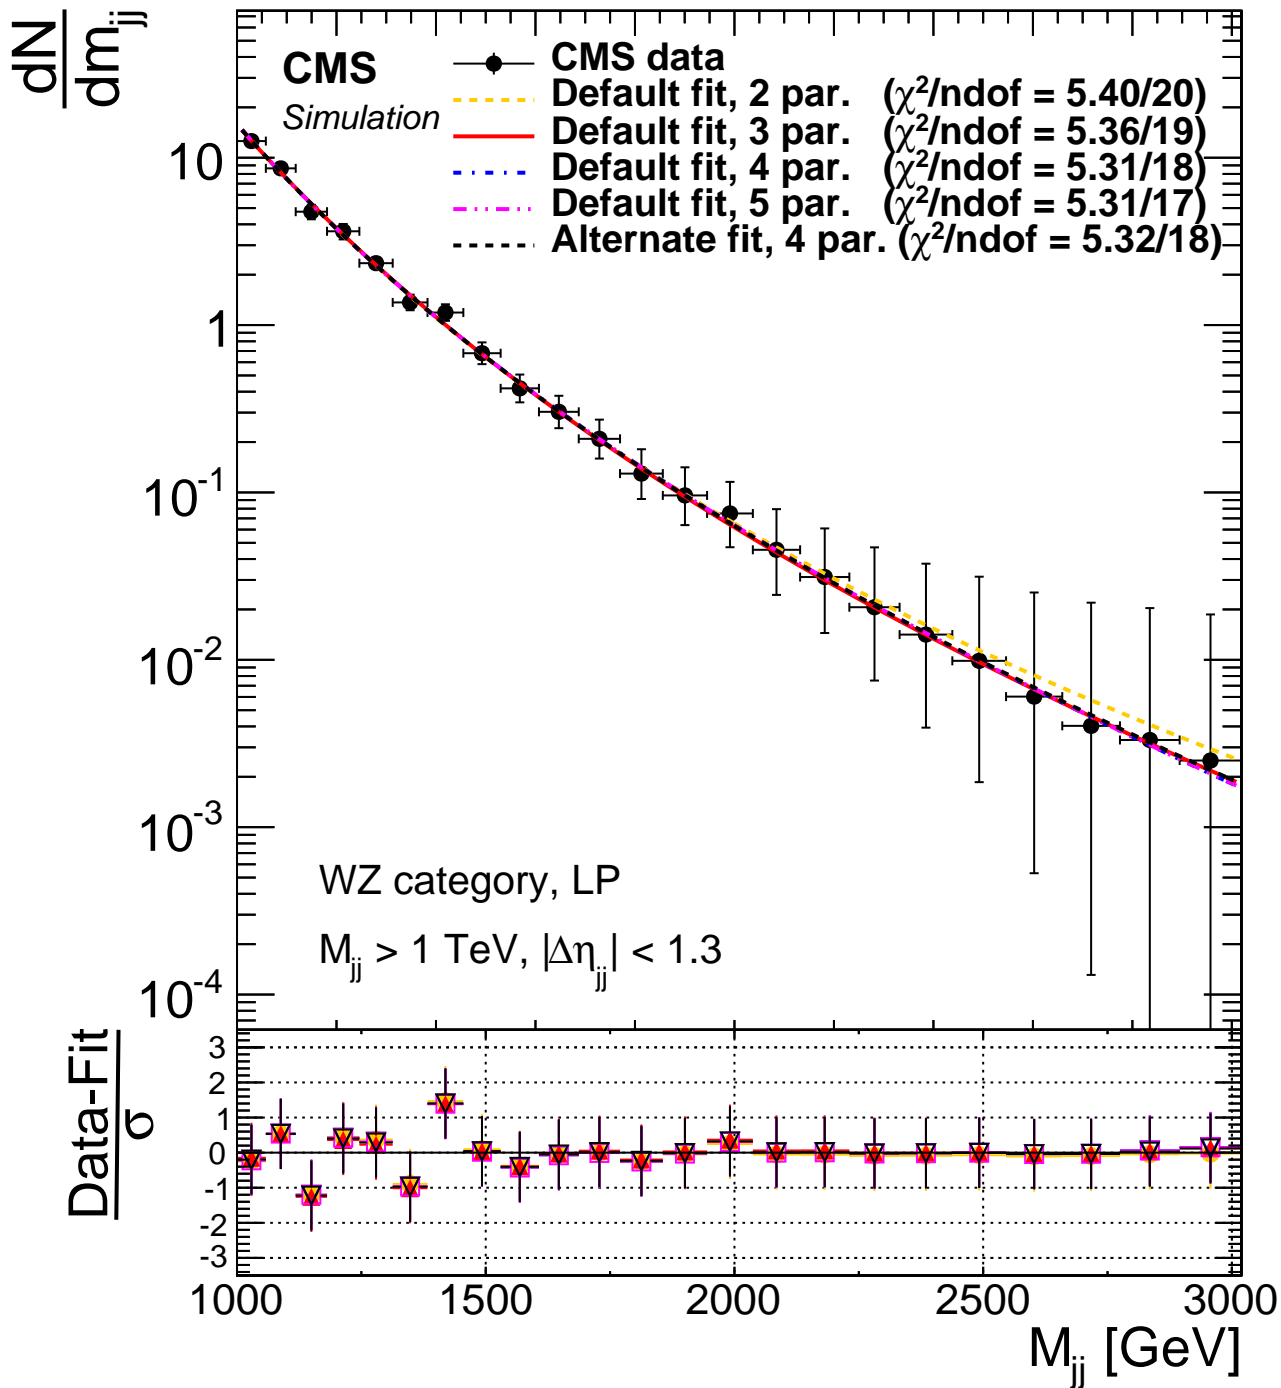 dN
dm_jj
CMS
Simulation
CMS data
Default fit, 2 par. (χ²/ndof = 5.40/20)
Default fit, 3 par. (χ²/ndof = 5.36/19)
Default fit, 4 par. (χ²/ndof = 5.31/18)
Default fit, 5 par. (χ²/ndof = 5.31/17)
Alternate fit, 4 par. (χ²/ndof = 5.32/18)
10
1
10⁻¹
10⁻²
10⁻³
10⁻⁴
WZ category, LP
M_jj > 1 TeV, |Δη_jj| < 1.3
Data-Fit
σ
3
2
1
0
-1
-2
-3
1000 1500 2000 2500 3000
M_jj [GeV]